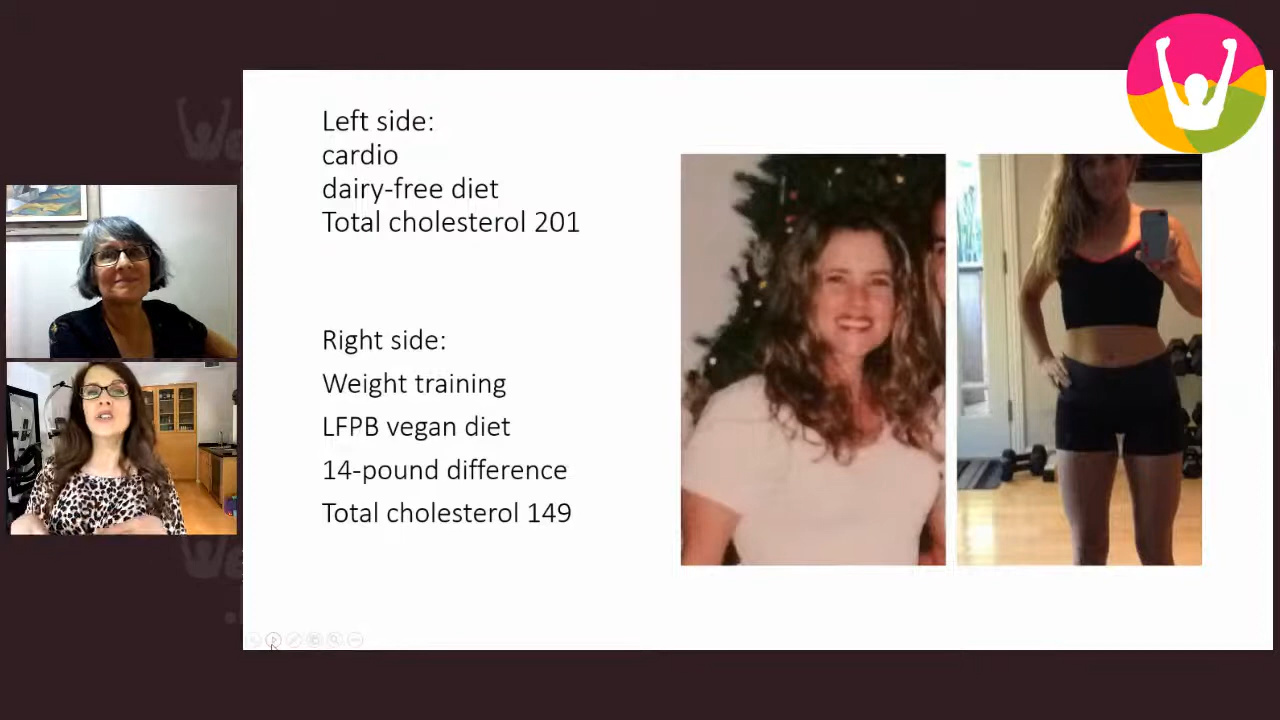 Left side:
cardio
dairy-free diet
Total cholesterol 201
Right side:
Weight training
LFPB vegan diet
14-pound difference
Total cholesterol 149